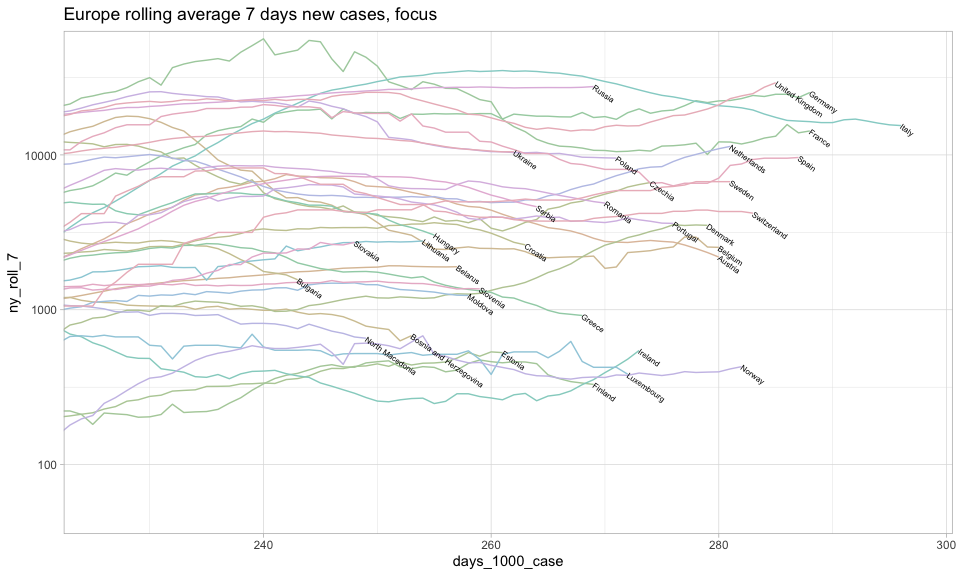 Europe rolling average 7 days new cases, focus
ny_roll_7
10000
1000
100
Russia
United Kingdom
Germany
Italy
France
Ukraine
Poland
Netherlands
Spain
Czechia
Sweden
Serbia
Romania
Switzerland
Portugal
Denmark
Slovakia
Hungary
Lithuania
Croatia
Belgium
Austria
Belarus
Bulgaria
Slovenia
Moldova
Greece
North Macedonia
Bosnia and Herzegovina
Estonia
Ireland
Finland
Luxembourg
Norway
240
260
280
300
days_1000_case